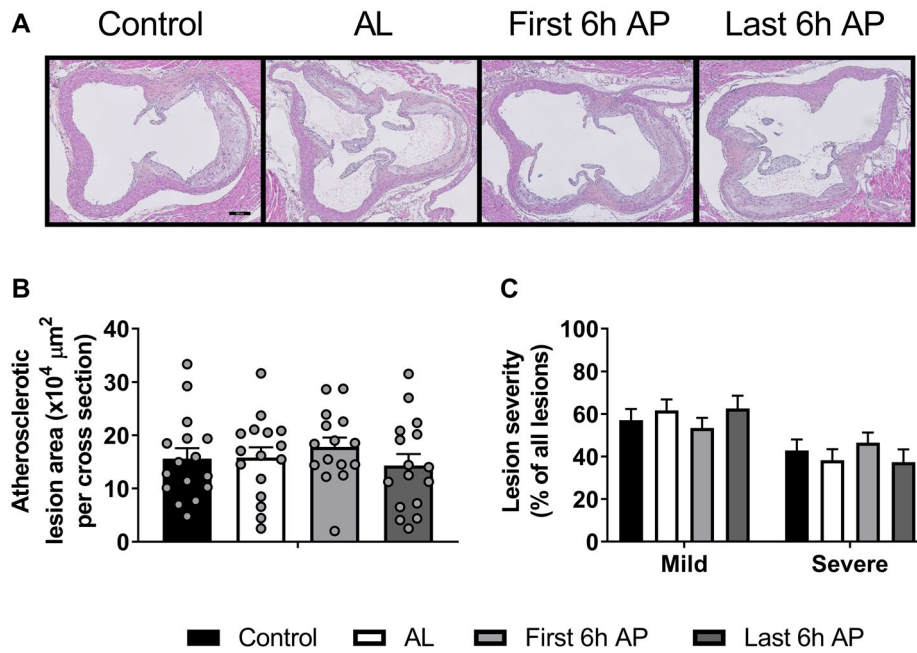 A
Control AL First 6h AP Last 6h AP
B
Atherosclerotic
lesion area (x10⁴ µm²
per cross section)
40
30
20
10
0
C
Lesion severity
(% of all lesions)
100
80
60
40
20
0
Mild Severe
Control AL First 6h AP Last 6h AP